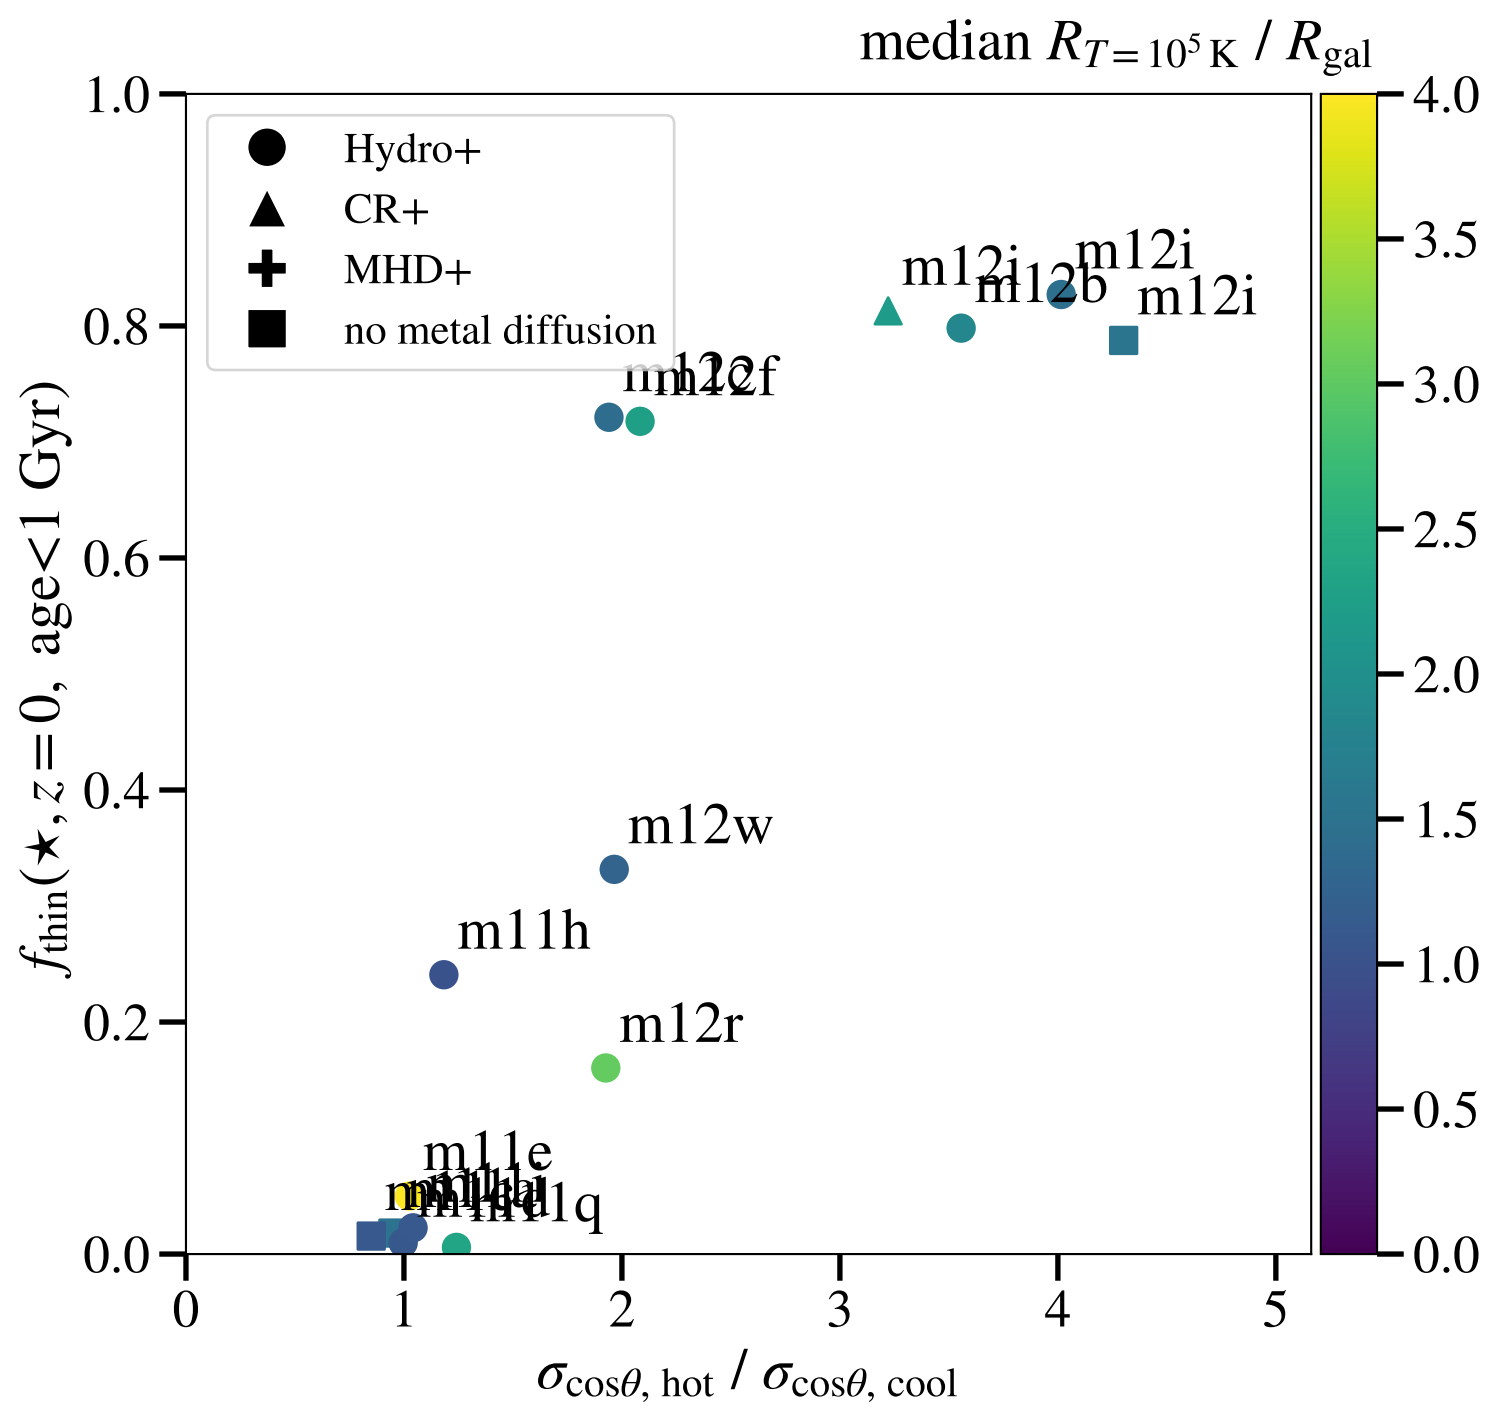 median R_{T=10^5 K} / R_gal
1.0
0.8
0.6
0.4
0.2
0.0
f_thin(★, z=0, age<1 Gyr)
Hydro+
CR+
MHD+
no metal diffusion
m12i
m12i
m12b
m12i
m12c
m12f
m12w
m11h
m12r
m11e
m11q
0
1
2
3
4
5
σ_cosθ, hot / σ_cosθ, cool
4.0
3.5
3.0
2.5
2.0
1.5
1.0
0.5
0.0